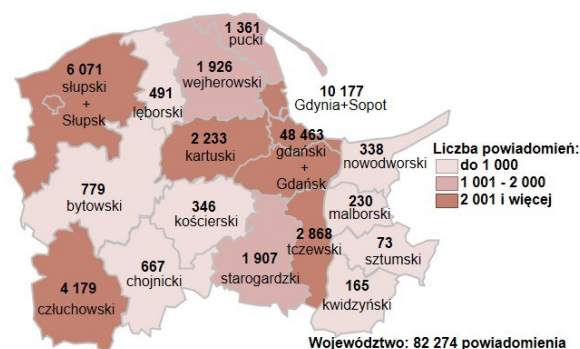 1 361
pucki
6 071
słupski
+
Słupsk
1 926
wejherowski
491
lęborski
10 177
Gdynia+Sopot
2 233
kartuski
48 463
gdański
+
Gdańsk
338
nowodworski
Liczba powiadomień:
do 1 000
1 001 - 2 000
2 001 i więcej
779
bytowski
346
kościerski
230
malborski
2 868
tczewski
73
sztumski
1 907
starogardzki
667
chojnicki
4 179
człuchowski
165
kwidzyński
Województwo: 82 274 powiadomienia